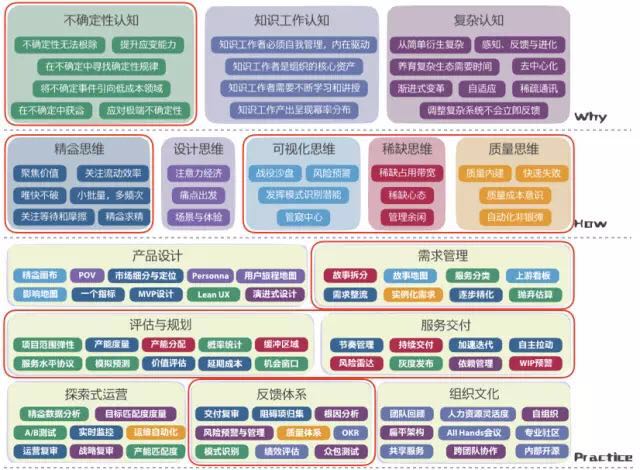 不确定性认知
不确定性无法根除 提升应变能力
在不确定中寻找确定性规律
将不确定事件引向低成本领域
在不确定中获益 应对极端不确定性
知识工作认知
知识工作者必须自我管理，内在驱动
知识工作者是组织的核心资产
知识工作者需要不断学习和讲授
知识工作产出呈现幂率分布
复杂认知
从简单衍生复杂 感知、反馈与进化
养育复杂生态需要时间 去中心化
渐进式变革 自适应 稀疏通讯
调整复杂系统不会立即反馈
Why
精益思维
聚焦价值 关注流动效率
唯快不破 小批量，多频次
关注等待和摩擦 精益求精
设计思维
注意力经济
痛点出发
场景与体验
可视化思维
战役沙盘 风险预警
发挥模式识别潜能
管窥中心
稀缺思维
稀缺占用带宽
稀缺心态
管理余闲
质量思维
质量内建 快速失败
质量成本意识
自动化非银弹
How
产品设计
精益画布 POV 市场细分与定位 Personna 用户旅程地图
影响地图 一个指标 MVP设计 Lean UX 演进式设计
需求管理
故事拆分 故事地图 服务分类 上游看板
需求整流 实例化需求 逐步精化 抛弃估算
评估与规划
项目范围弹性 产能度量 产能分配 概率统计 缓冲区域
服务水平协议 模拟预测 价值评估 延期成本 机会窗口
服务交付
节奏管理 持续交付 加速迭代 自主拉动
风险雷达 灰度发布 依赖管理 WIP预警
探索式运营
精益数据分析 目标匹配度度量
A/B测试 实时监控 运维自动化
运营复审 战略复审 产能匹配度
反馈体系
交付复审 阻碍项归集 根因分析
风险预警与管理 质量体系 OKR
模式识别 绩效评估 众包测试
组织文化
团队回顾 人力资源灵活度 自组织
扁平架构 All Hands会议 专业社区
共享服务 跨团队协作 内部开源
Practice